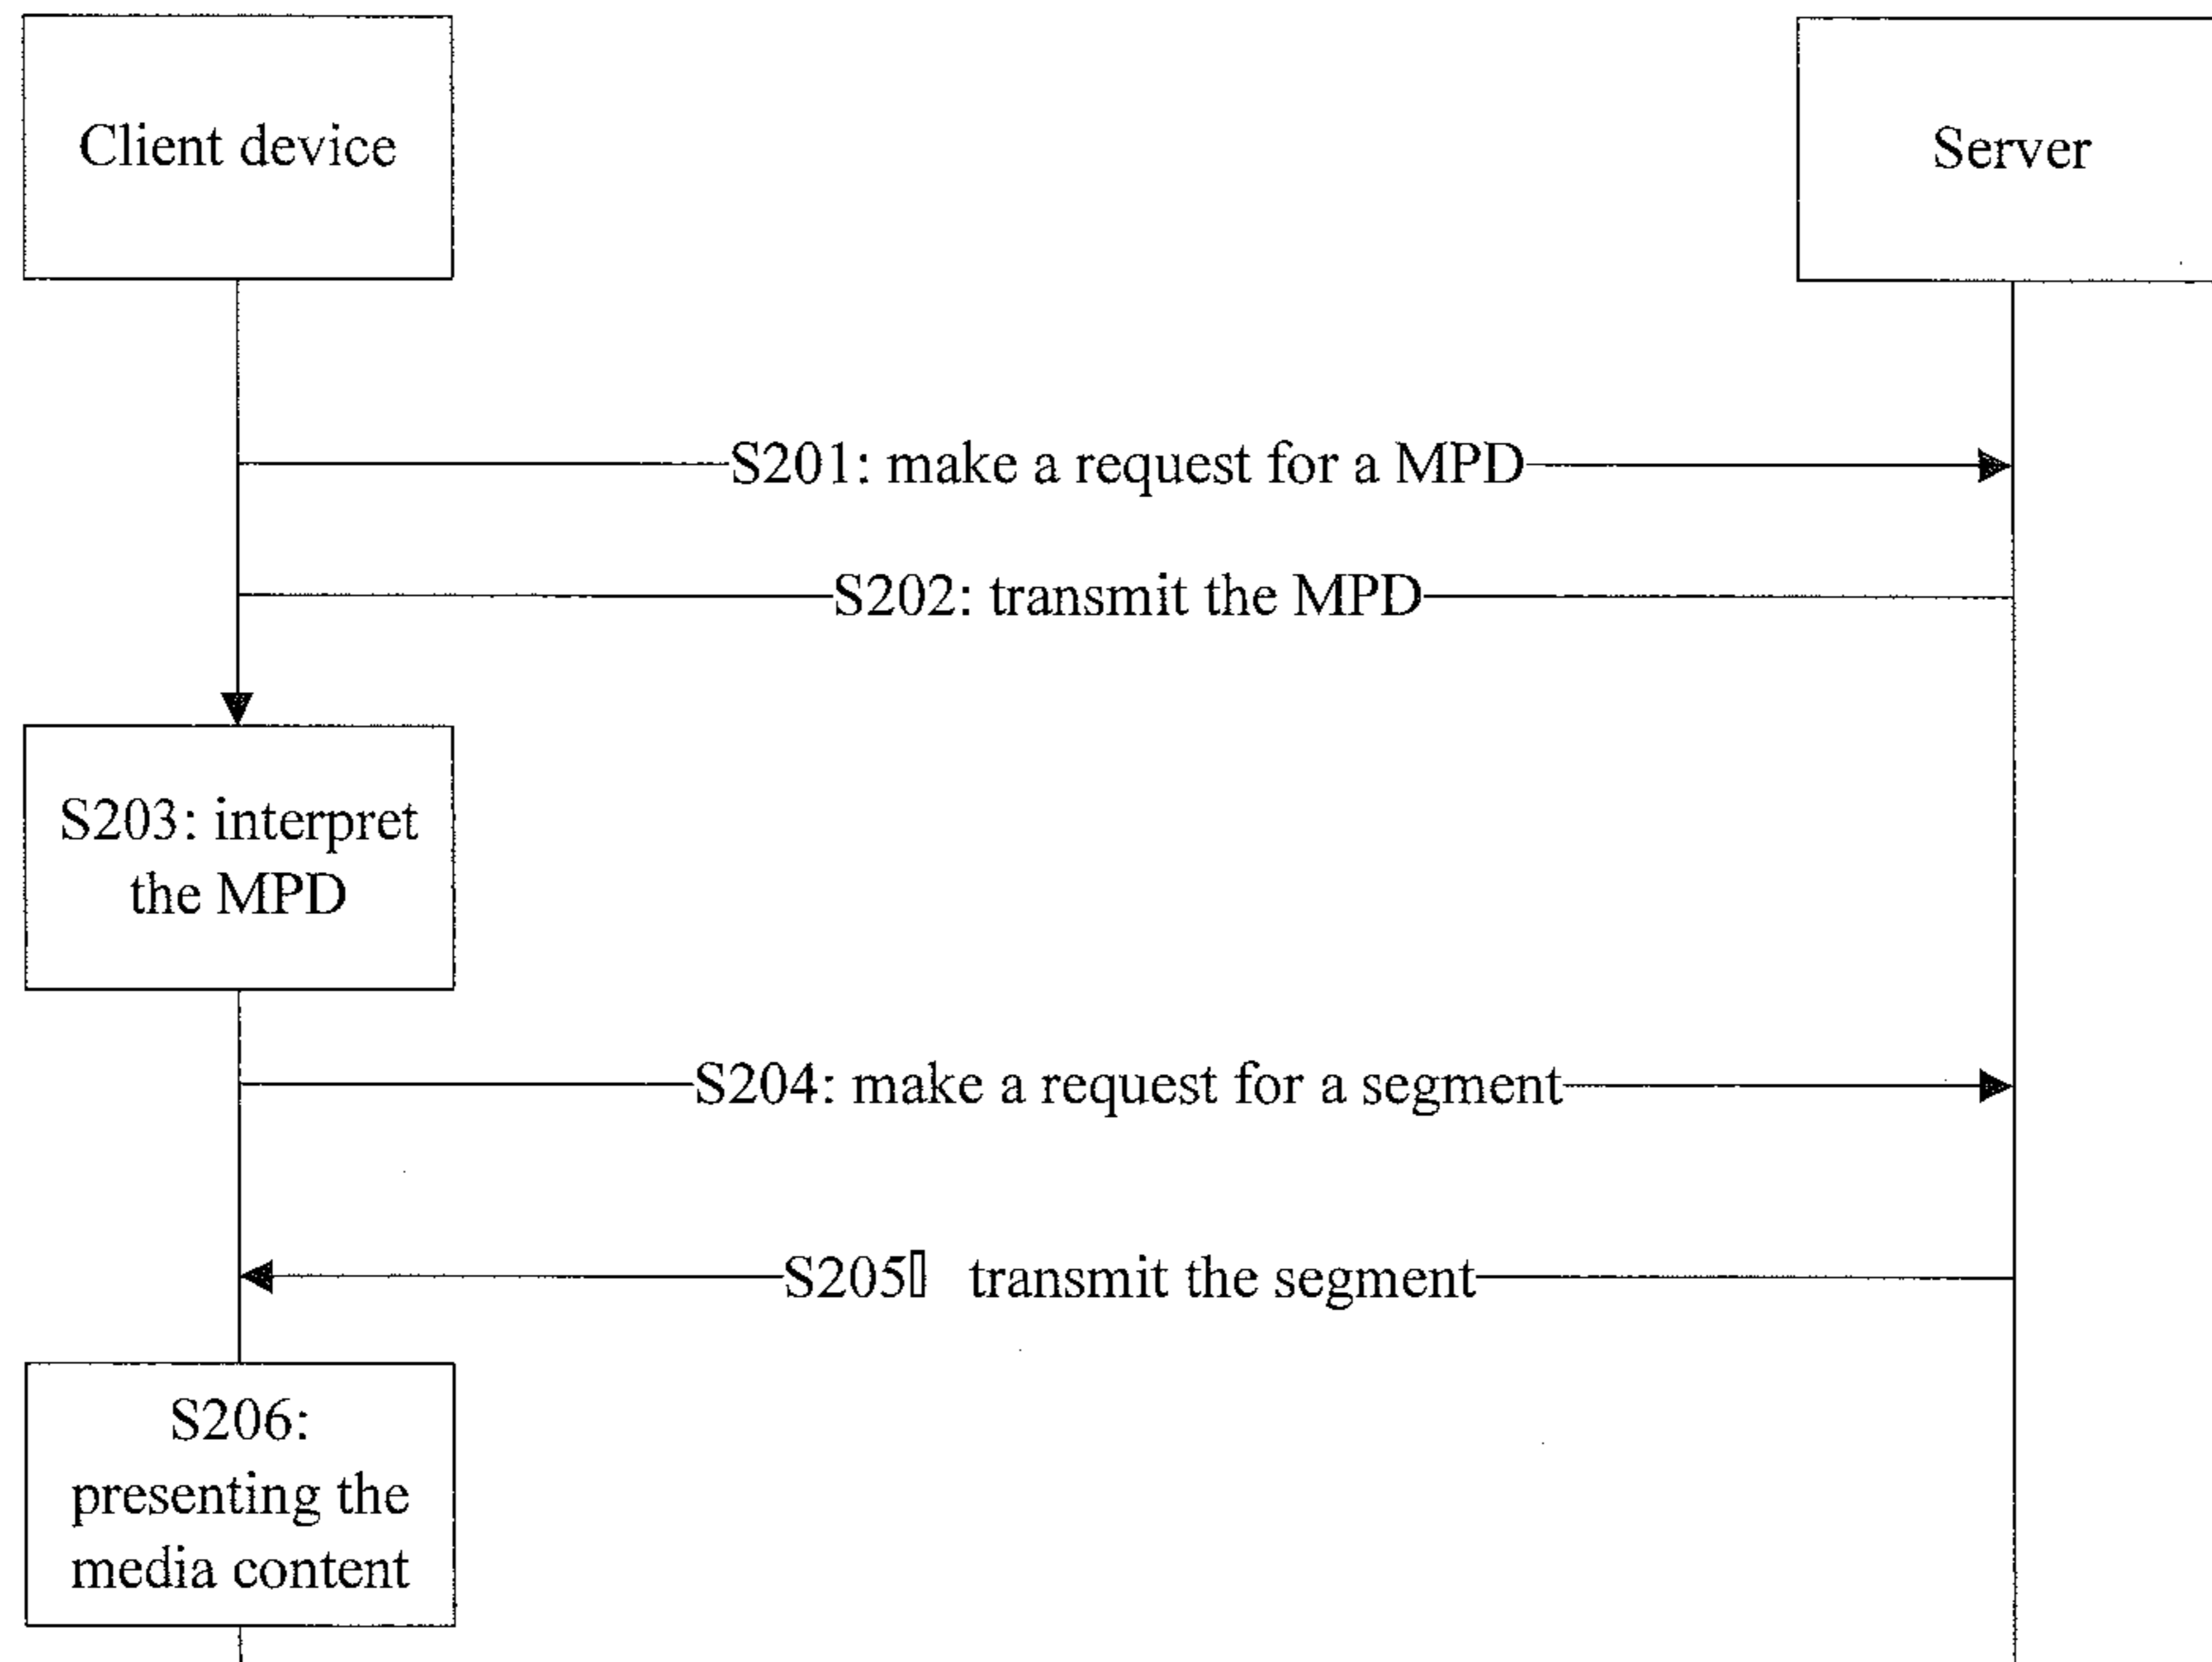 Client device
Server
S201: make a request for a MPD
S202: transmit the MPD
S203: interpret
the MPD
S204: make a request for a segment
S205▯ transmit the segment
S206:
presenting the
media content